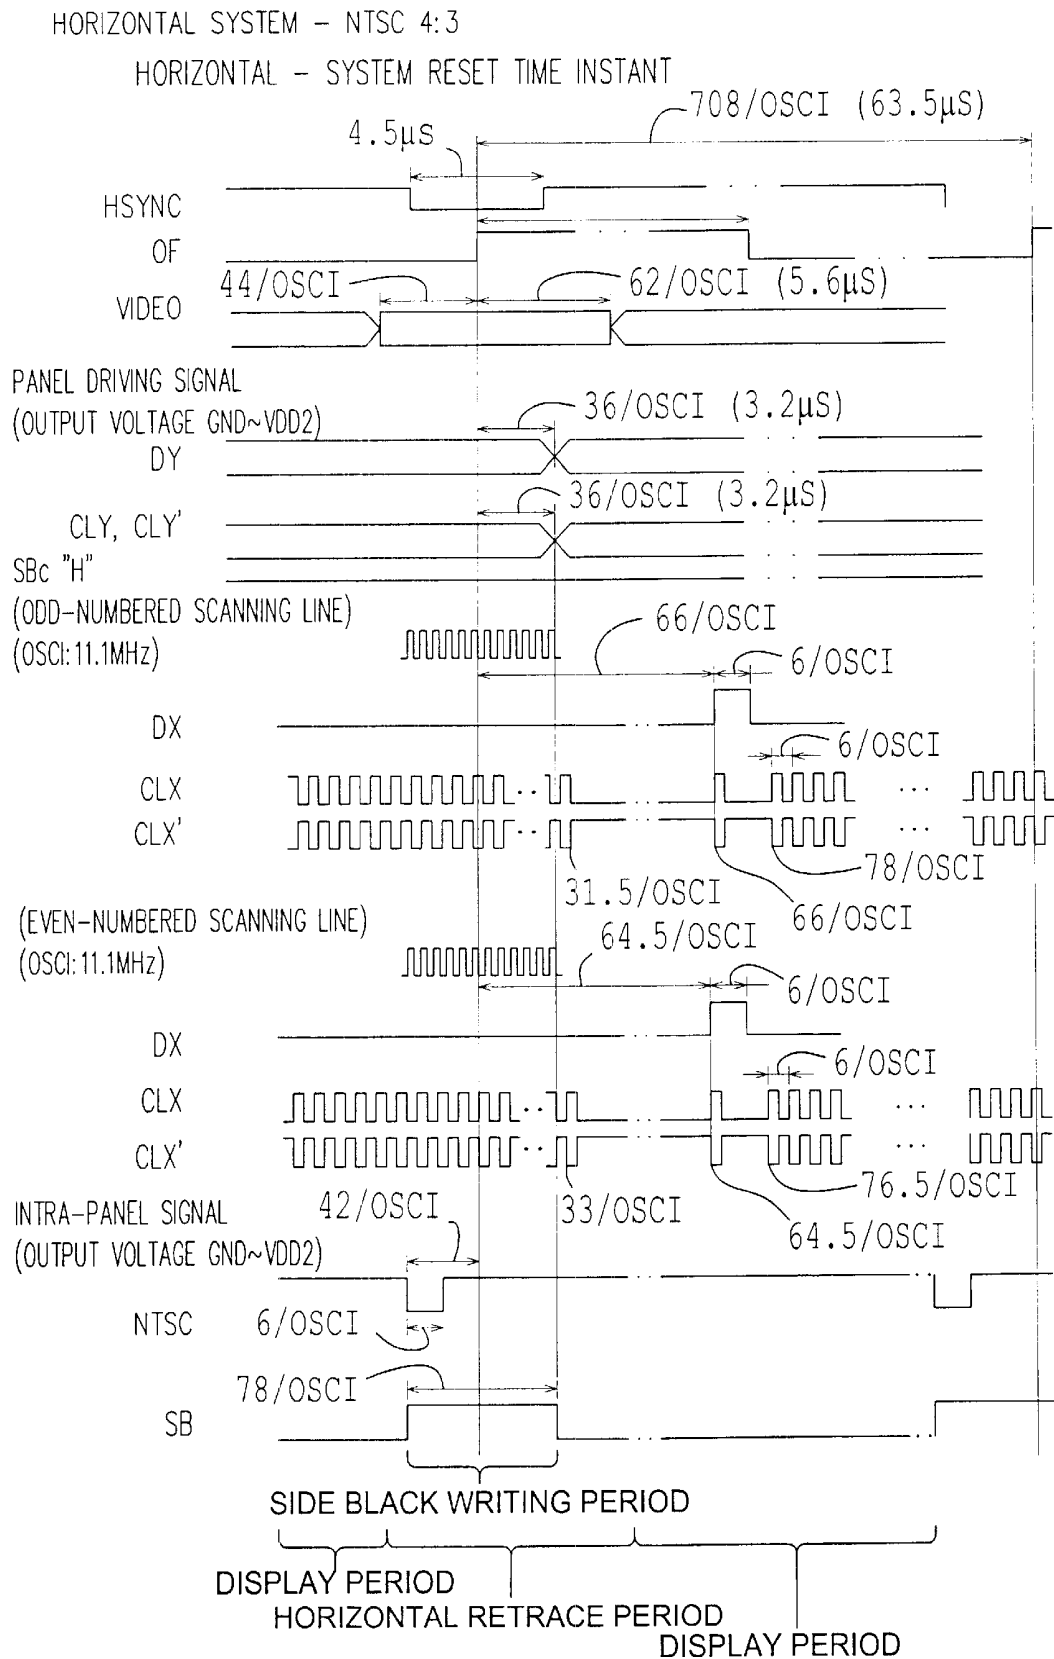 HORIZONTAL SYSTEM – NTSC 4:3
HORIZONTAL – SYSTEM RESET TIME INSTANT
708/OSCI (63.5µS)
4.5µS
HSYNC
OF
44/OSCI
62/OSCI (5.6µS)
VIDEO
PANEL DRIVING SIGNAL
(OUTPUT VOLTAGE GND~VDD2)
36/OSCI (3.2µS)
DY
36/OSCI (3.2µS)
CLY, CLY'
SBc "H"
(ODD-NUMBERED SCANNING LINE)
(OSCI: 11.1MHz)
66/OSCI
6/OSCI
DX
6/OSCI
CLX
CLX'
78/OSCI
31.5/OSCI
66/OSCI
(EVEN-NUMBERED SCANNING LINE)
(OSCI: 11.1MHz)
64.5/OSCI
6/OSCI
DX
6/OSCI
CLX
CLX'
76.5/OSCI
33/OSCI
64.5/OSCI
INTRA-PANEL SIGNAL
(OUTPUT VOLTAGE GND~VDD2)
42/OSCI
NTSC
6/OSCI
78/OSCI
SB
SIDE BLACK WRITING PERIOD
DISPLAY PERIOD
HORIZONTAL RETRACE PERIOD
DISPLAY PERIOD